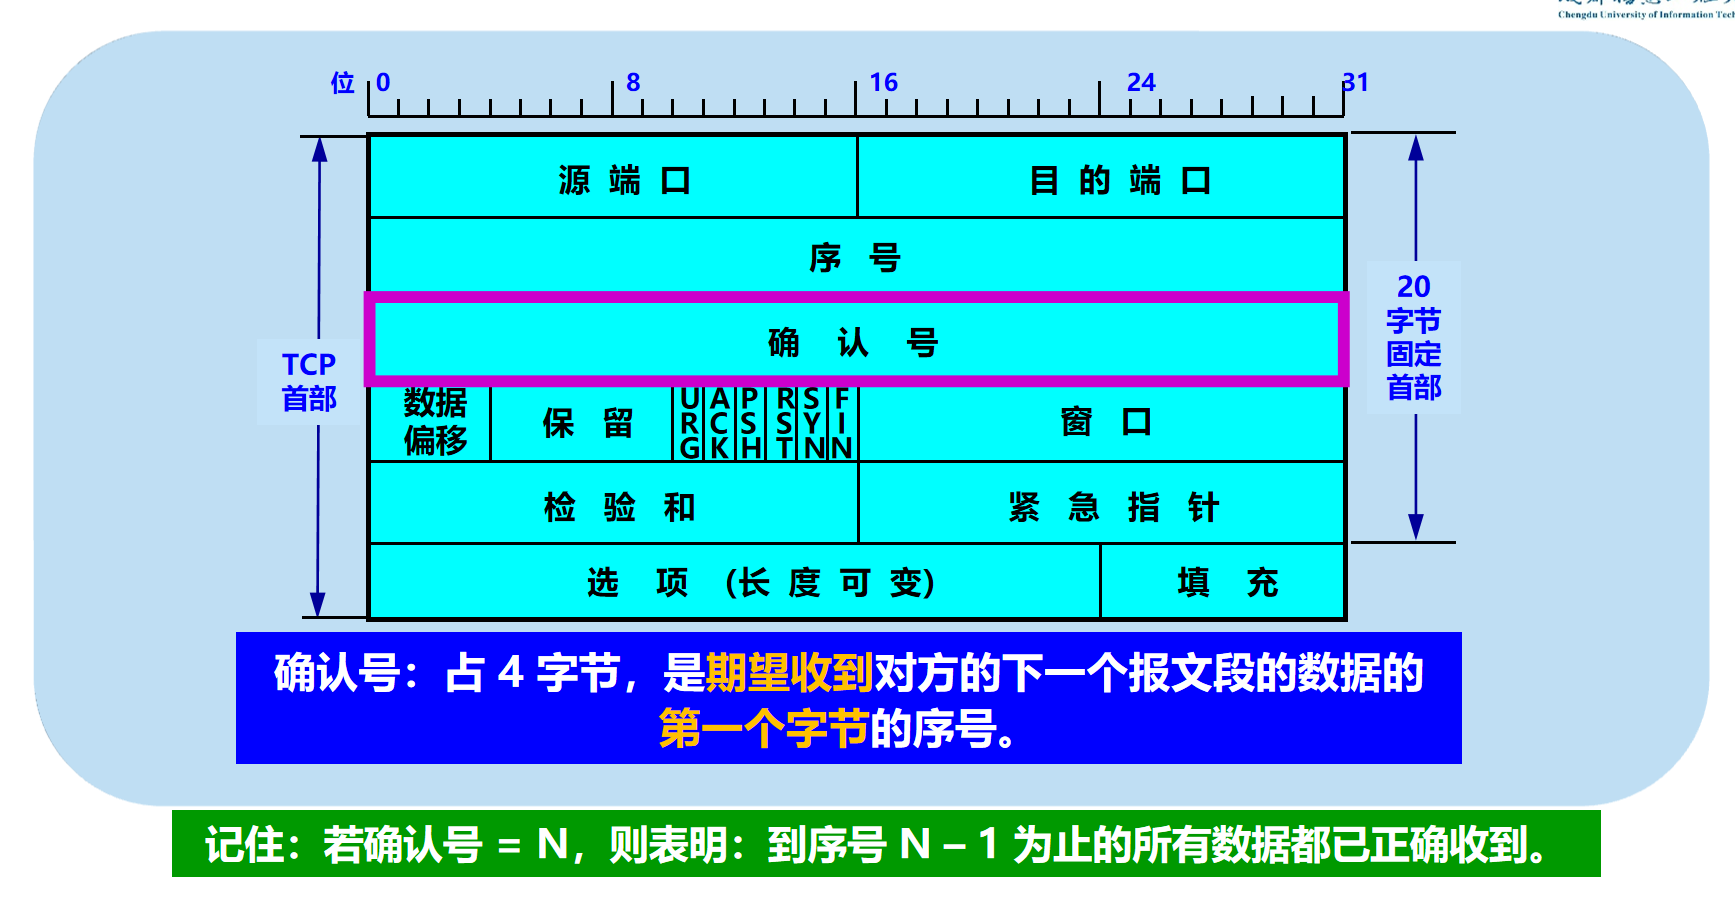 Chengdu University of Information Tech
位 0 8 16 24 31
源 端 口 目 的 端 口
序 号
确 认 号
数据
偏移
保 留
URG
ACK
PSH
RST
SYN
FIN
窗 口
检 验 和 紧 急 指 针
选 项 (长 度 可 变) 填 充
TCP
首部
20
字节
固定
首部
确认号：占 4 字节，是期望收到对方的下一个报文段的数据的
第一个字节的序号。
记住：若确认号 = N，则表明：到序号 N – 1 为止的所有数据都已正确收到。